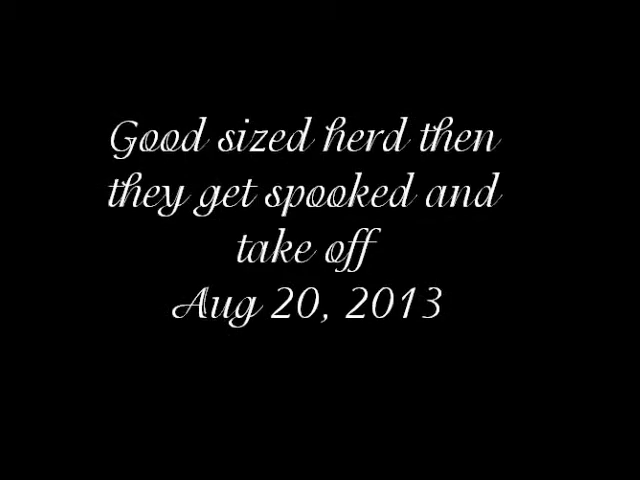 Good sized herd then
they get spooked and
take off
Aug 20, 2013